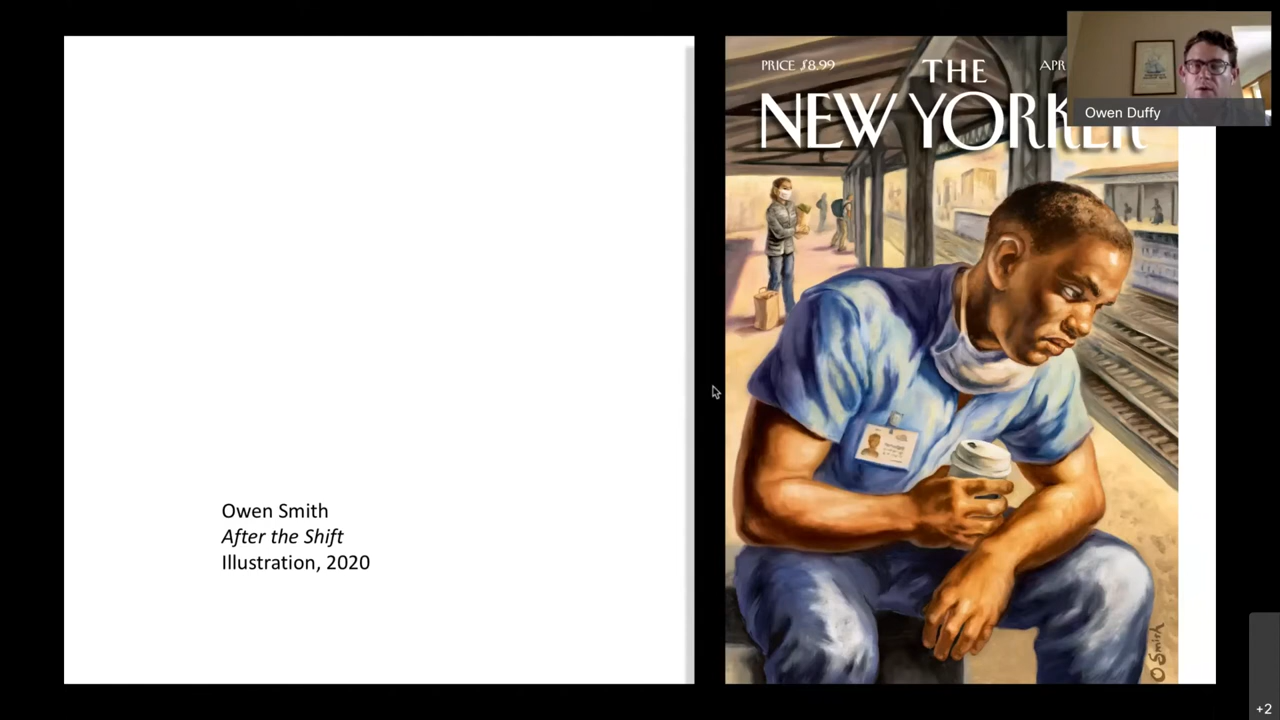 Owen Smith
After the Shift
Illustration, 2020
PRICE $8.99
THE
APR
NEW YORKER
O Smith
Owen Duffy
+2